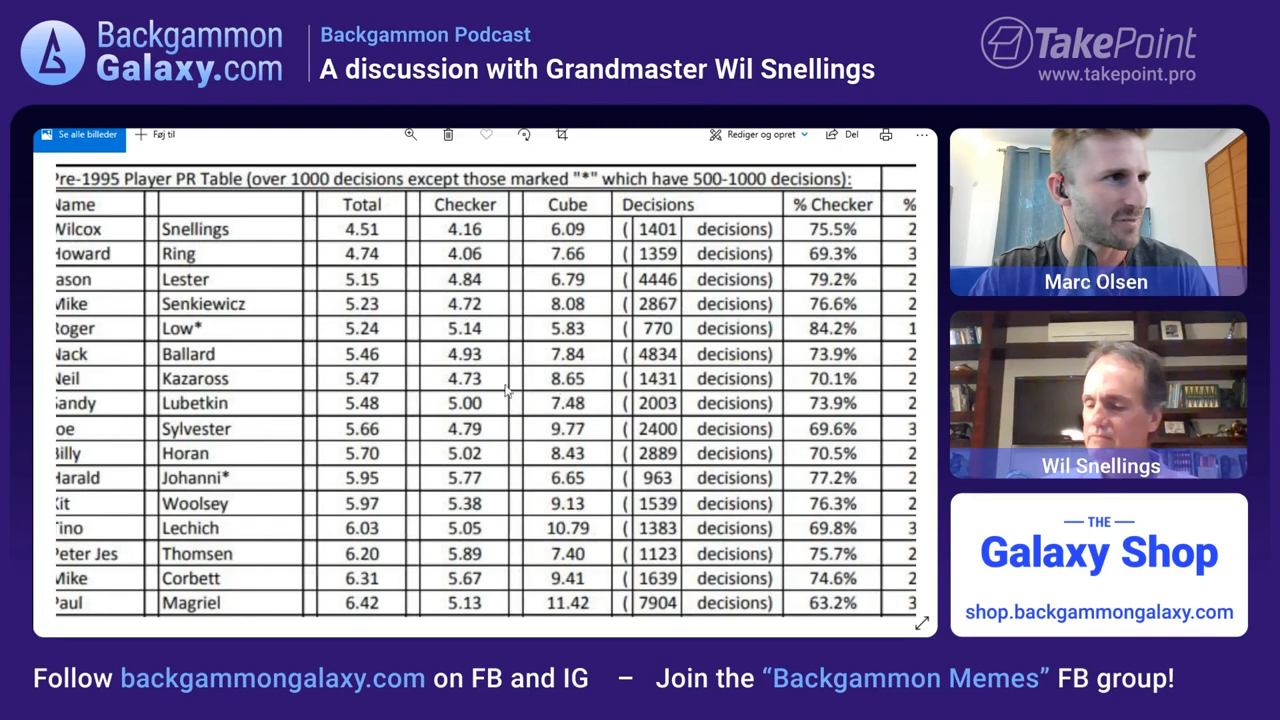 Backgammon
Galaxy.com
Backgammon Podcast
A discussion with Grandmaster Wil Snellings
TakePoint
www.takepoint.pro
Se alle billeder
Føj til
Rediger og opret
Del
Pre-1995 Player PR Table (over 1000 decisions except those marked "*" which have 500-1000 decisions):
Name Total Checker Cube Decisions % Checker %
Wilcox Snellings 4.51 4.16 6.09 ( 1401 decisions) 75.5% 2
Howard Ring 4.74 4.06 7.66 ( 1359 decisions) 69.3% 3
ason Lester 5.15 4.84 6.79 ( 4446 decisions) 79.2% 2
Mike Senkiewicz 5.23 4.72 8.08 ( 2867 decisions) 76.6% 2
Roger Low* 5.24 5.14 5.83 ( 770 decisions) 84.2% 1
Nack Ballard 5.46 4.93 7.84 ( 4834 decisions) 73.9% 2
Neil Kazaross 5.47 4.73 8.65 ( 1431 decisions) 70.1% 2
Sandy Lubetkin 5.48 5.00 7.48 ( 2003 decisions) 73.9% 2
oe Sylvester 5.66 4.79 9.77 ( 2400 decisions) 69.6% 3
Billy Horan 5.70 5.02 8.43 ( 2889 decisions) 70.5% 2
Harald Johanni* 5.95 5.77 6.65 ( 963 decisions) 77.2% 2
Kit Woolsey 5.97 5.38 9.13 ( 1539 decisions) 76.3% 2
Tino Lechich 6.03 5.05 10.79 ( 1383 decisions) 69.8% 3
Peter Jes Thomsen 6.20 5.89 7.40 ( 1123 decisions) 75.7% 2
Mike Corbett 6.31 5.67 9.41 ( 1639 decisions) 74.6% 2
Paul Magriel 6.42 5.13 11.42 ( 7904 decisions) 63.2% 3
Marc Olsen
Wil Snellings
THE
Galaxy Shop
shop.backgammongalaxy.com
Follow backgammongalaxy.com on FB and IG – Join the “Backgammon Memes” FB group!